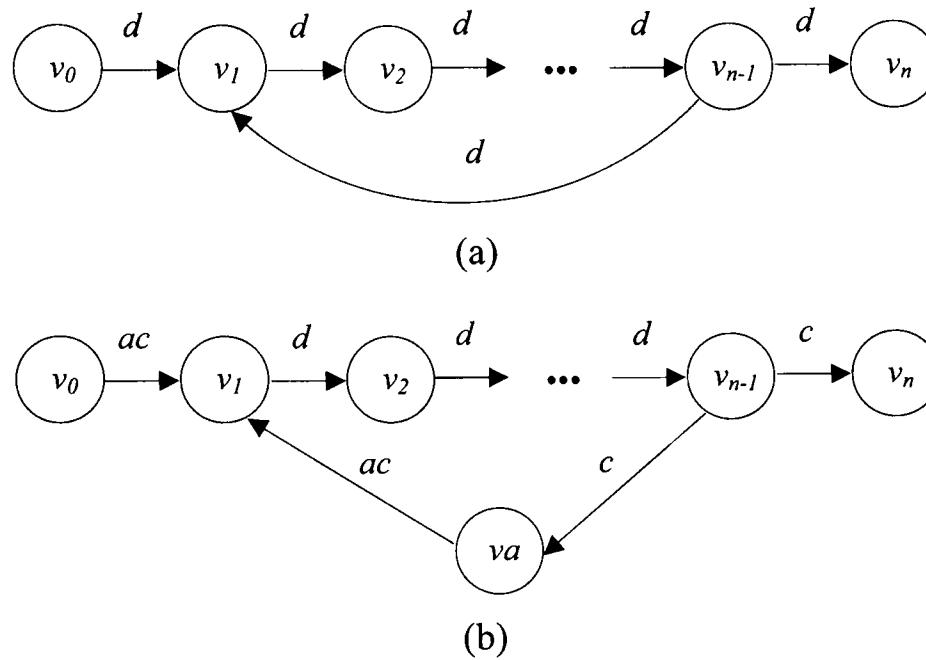 d d d d d
v0 v1 v2 ••• vn-1 vn
d
(a)
ac d d d c
v0 v1 v2 ••• vn-1 vn
ac c
va
(b)